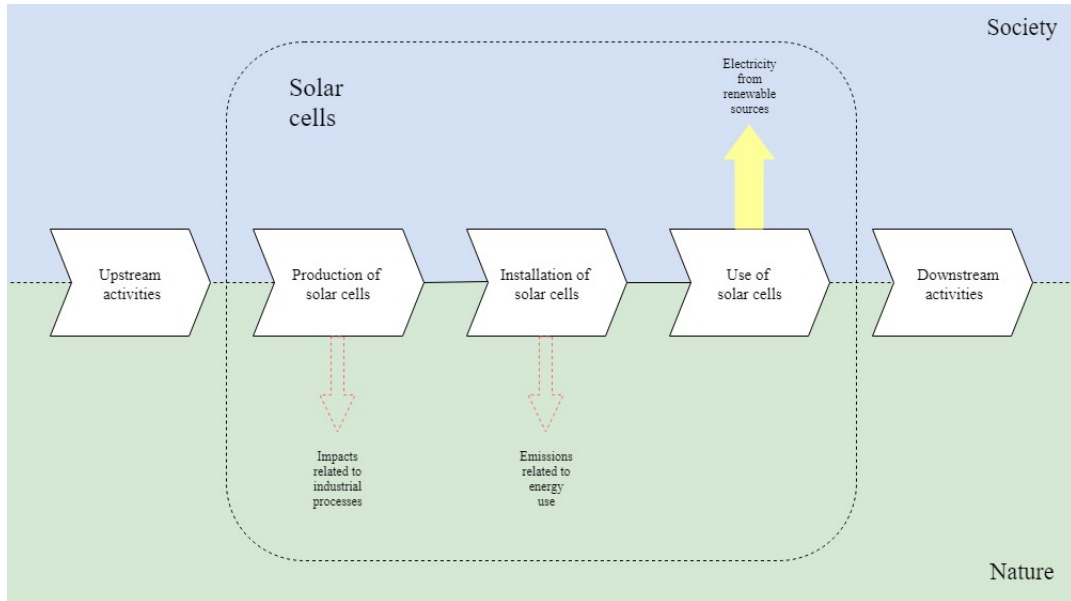 Society
Solar
cells
Electricity
from
renewable
sources
Upstream
activities
Production of
solar cells
Installation of
solar cells
Use of
solar cells
Downstream
activities
Impacts
related to
industrial
processes
Emissions
related to
energy
use
Nature